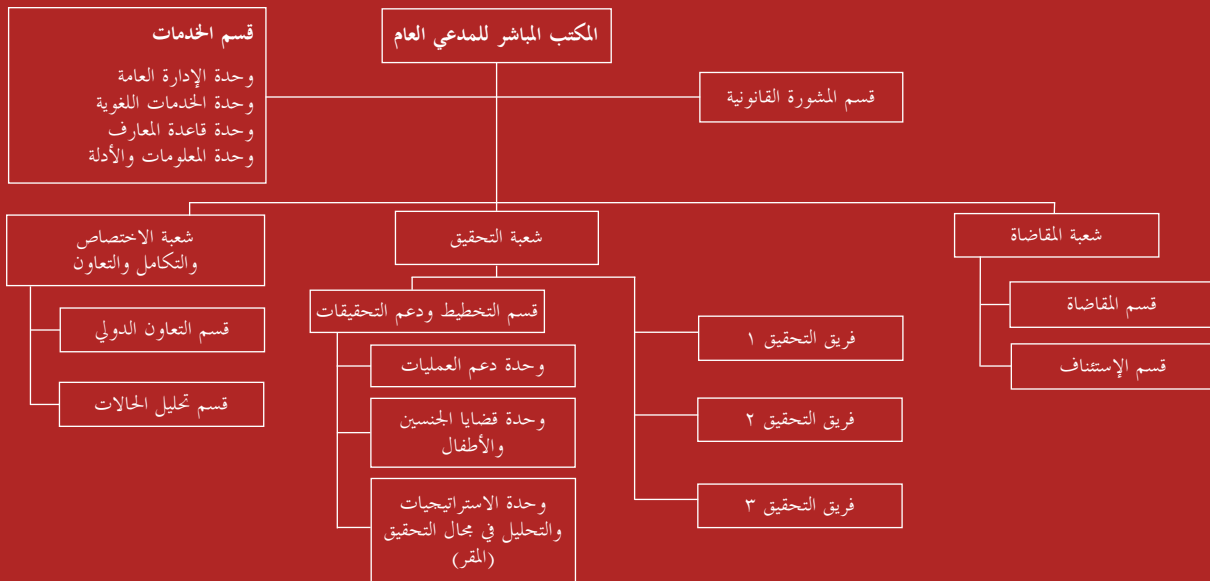 المكتب المباشر للمدعي العام
قسم الخدمات
وحدة الإدارة العامة
وحدة الخدمات اللغوية
وحدة قاعدة المعارف
وحدة المعلومات والأدلة
قسم المشورة القانونية
شعبة المقاضاة
قسم المقاضاة
قسم الإستئناف
شعبة التحقيق
فريق التحقيق ١
فريق التحقيق ٢
فريق التحقيق ٣
قسم التخطيط ودعم التحقيقات
وحدة دعم العمليات
وحدة قضايا الجنسين
والأطفال
وحدة الاستراتيجيات
والتحليل في مجال التحقيق
(المقر)
شعبة الاختصاص
والتكامل والتعاون
قسم التعاون الدولي
قسم تحليل الحالات